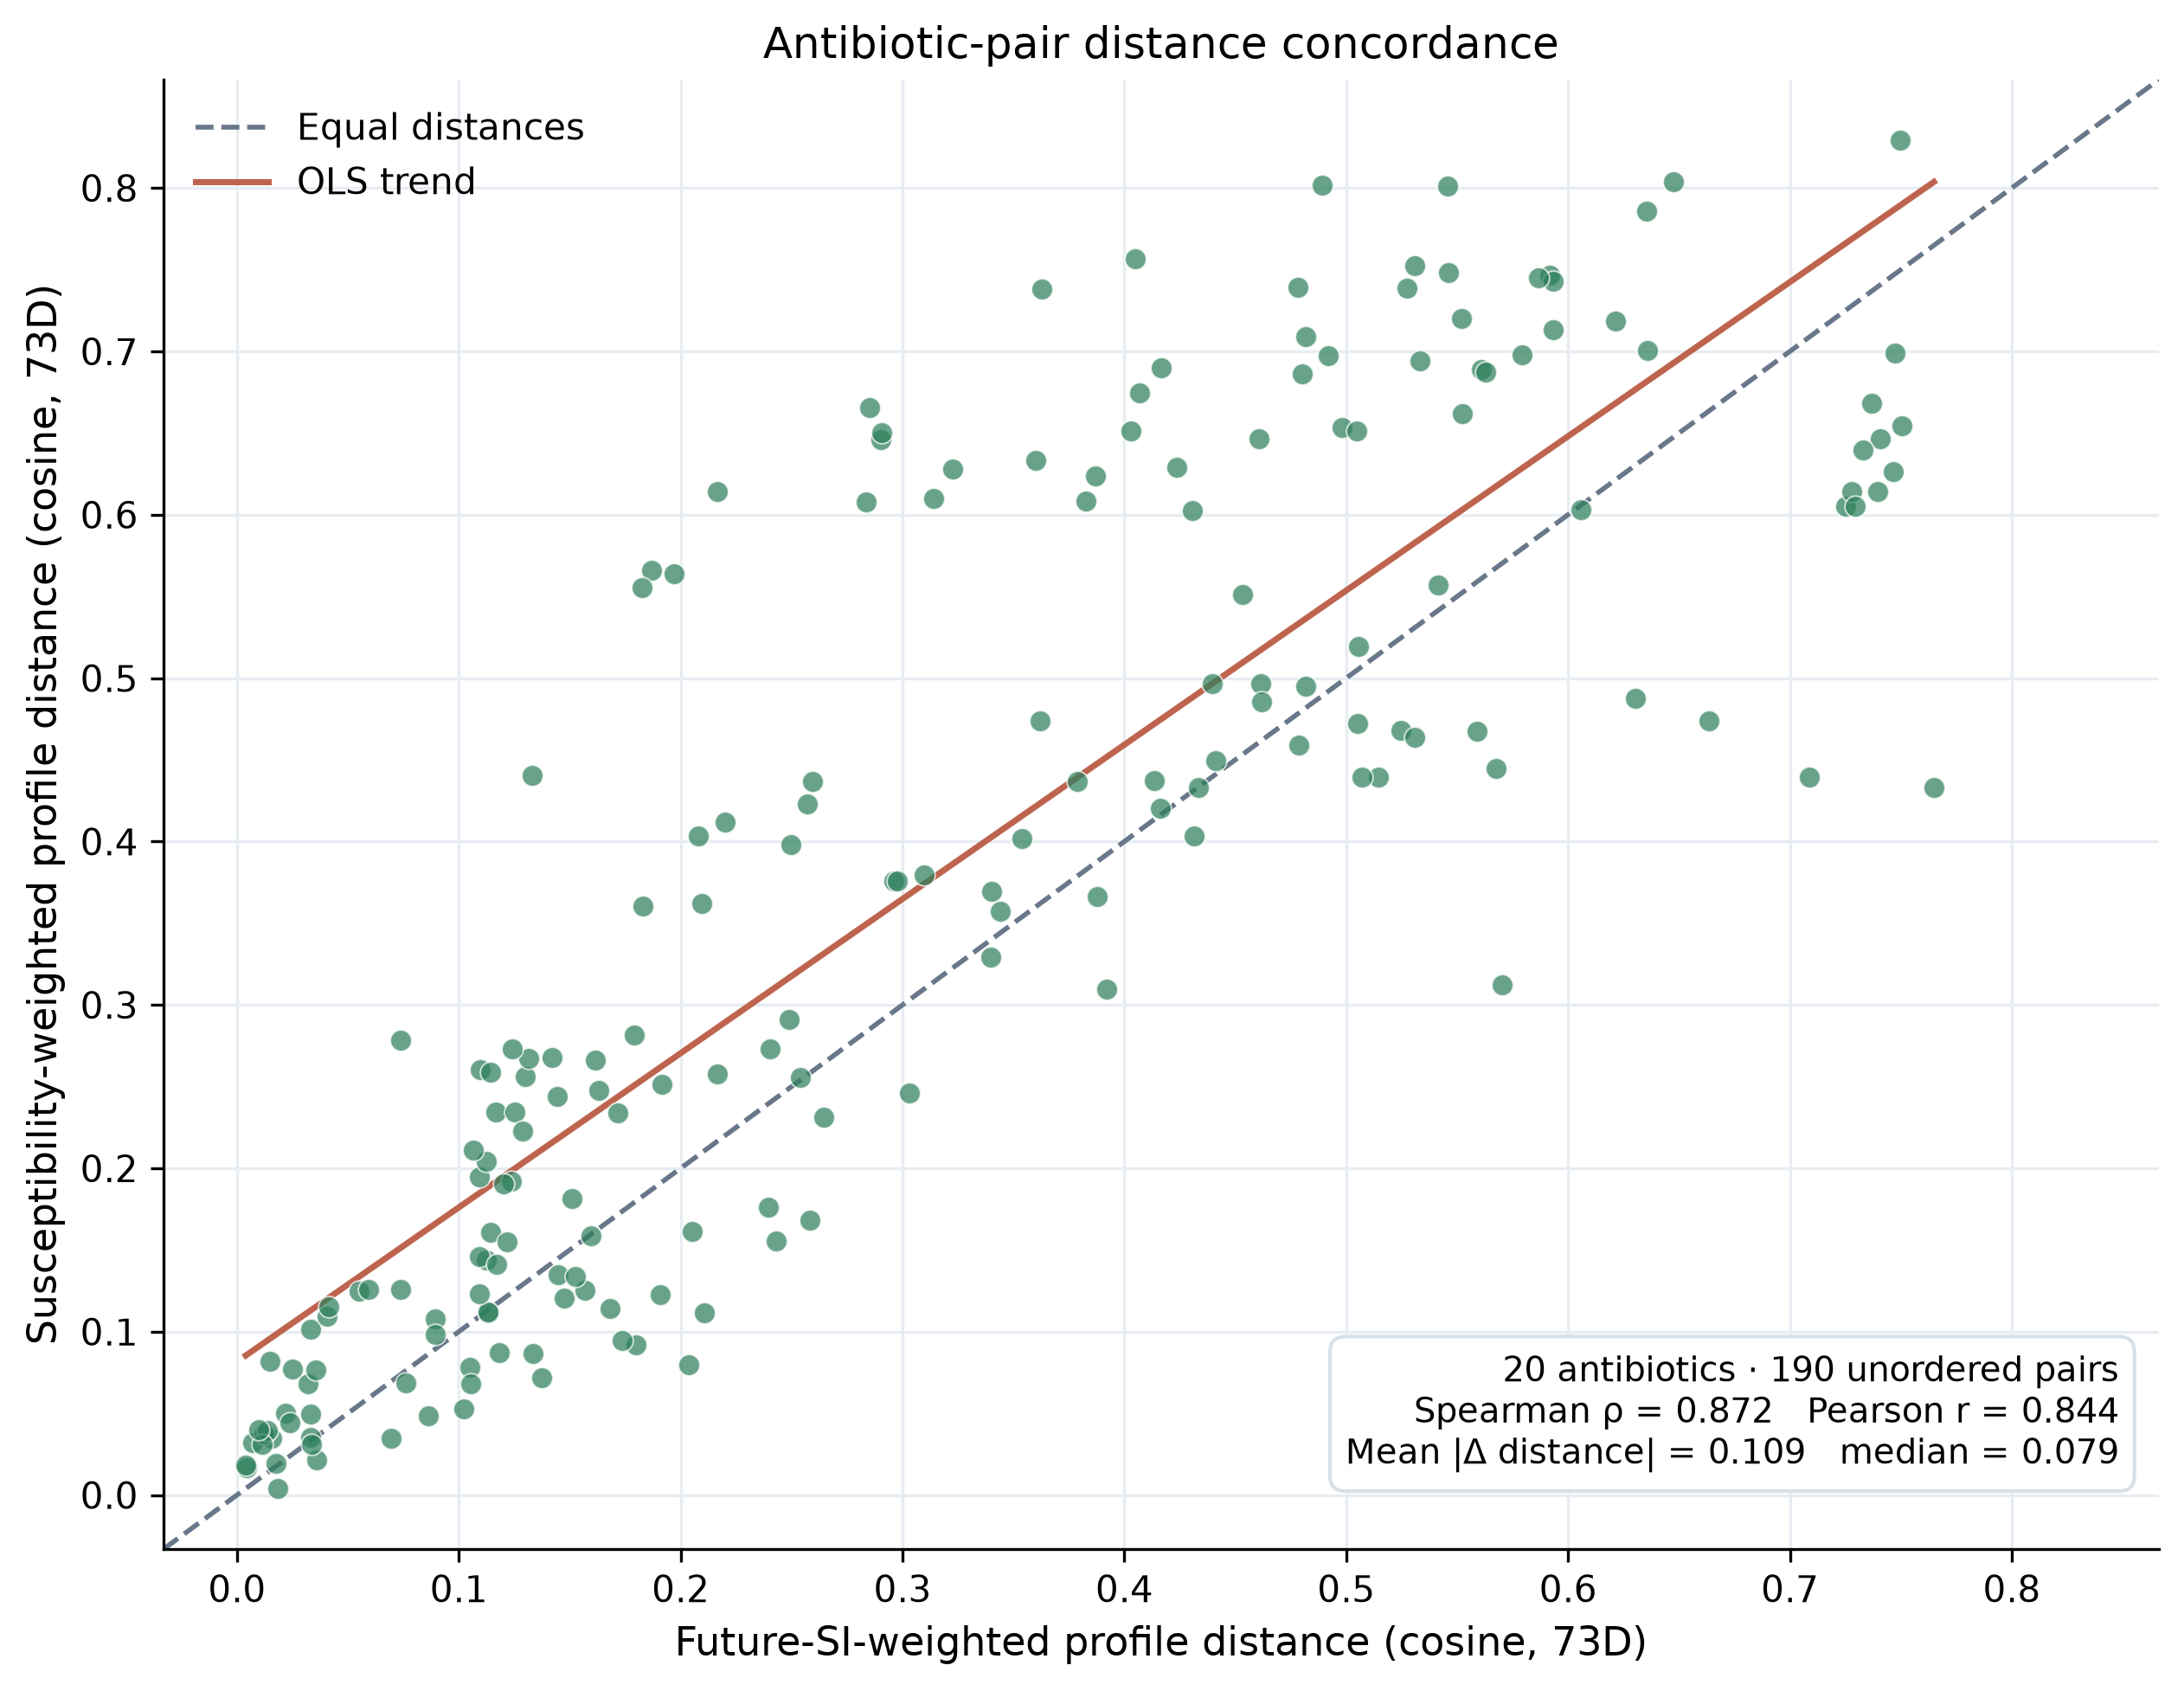 Antibiotic-pair distance concordance
Equal distances
OLS trend
Susceptibility-weighted profile distance (cosine, 73D)
0.8
0.7
0.6
0.5
0.4
0.3
0.2
0.1
0.0
20 antibiotics · 190 unordered pairs
Spearman ρ = 0.872 Pearson r = 0.844
Mean |Δ distance| = 0.109 median = 0.079
0.0 0.1 0.2 0.3 0.4 0.5 0.6 0.7 0.8
Future-SI-weighted profile distance (cosine, 73D)